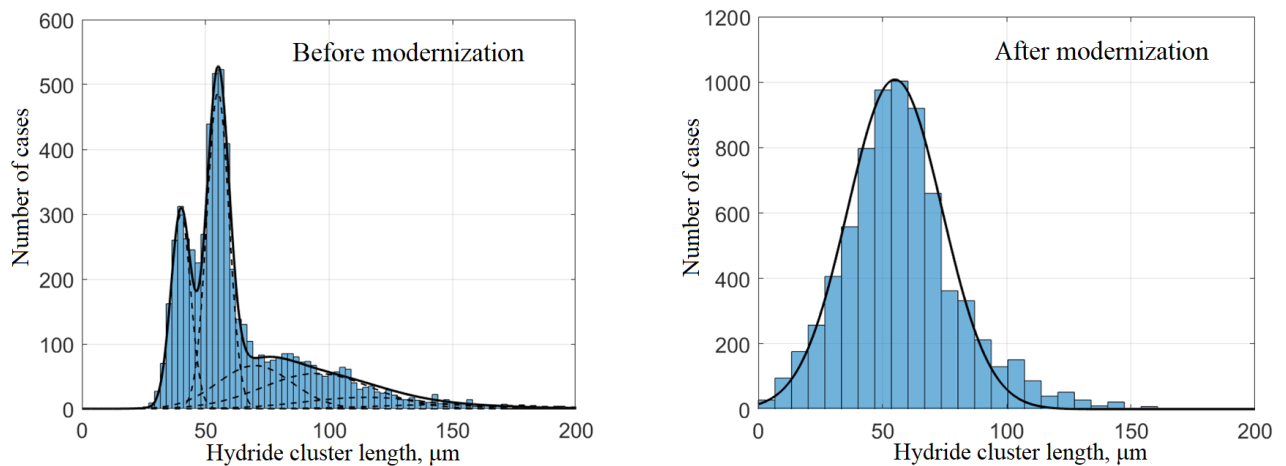 Before modernization
Number of cases
600
500
400
300
200
100
0
0 50 100 150 200
Hydride cluster length, μm
After modernization
Number of cases
1200
1000
800
600
400
200
0
0 50 100 150 200
Hydride cluster length, μm